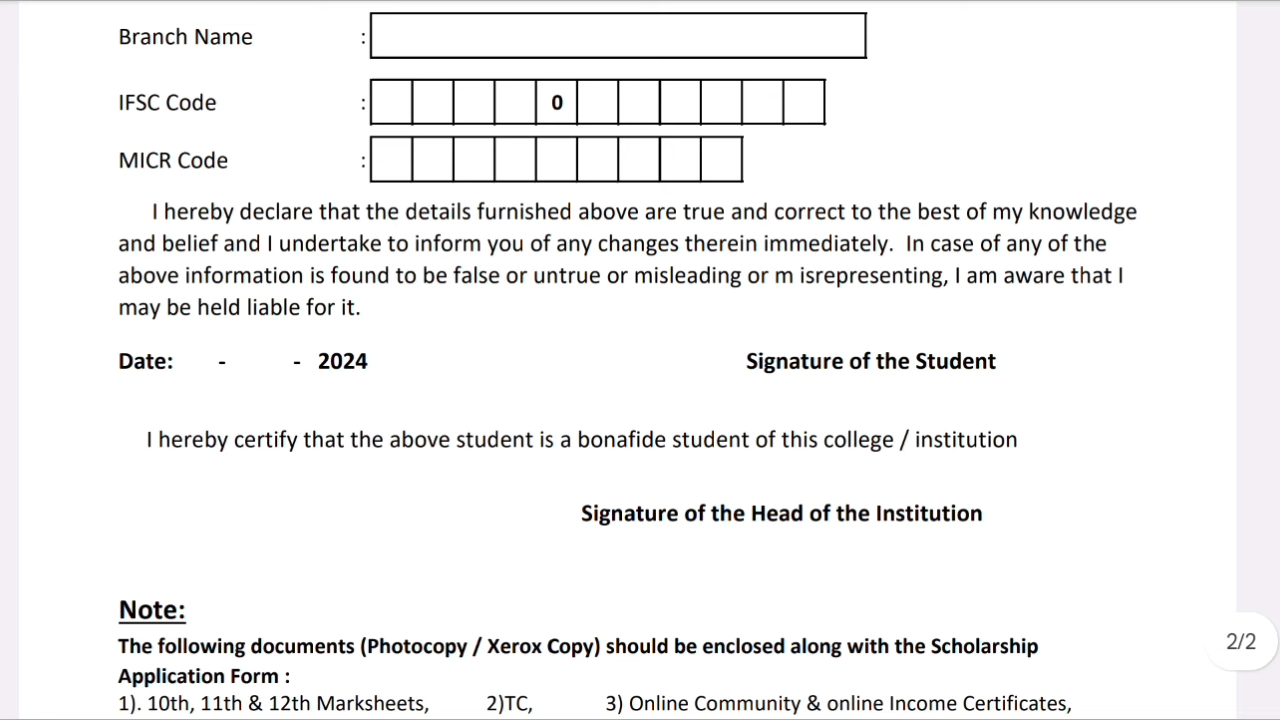 Branch Name :
IFSC Code : 0
MICR Code :
I hereby declare that the details furnished above are true and correct to the best of my knowledge
and belief and I undertake to inform you of any changes therein immediately. In case of any of the
above information is found to be false or untrue or misleading or m isrepresenting, I am aware that I
may be held liable for it.
Date: - - 2024 Signature of the Student
I hereby certify that the above student is a bonafide student of this college / institution
Signature of the Head of the Institution
Note:
The following documents (Photocopy / Xerox Copy) should be enclosed along with the Scholarship
Application Form :
1). 10th, 11th & 12th Marksheets, 2)TC, 3) Online Community & online Income Certificates,
2/2